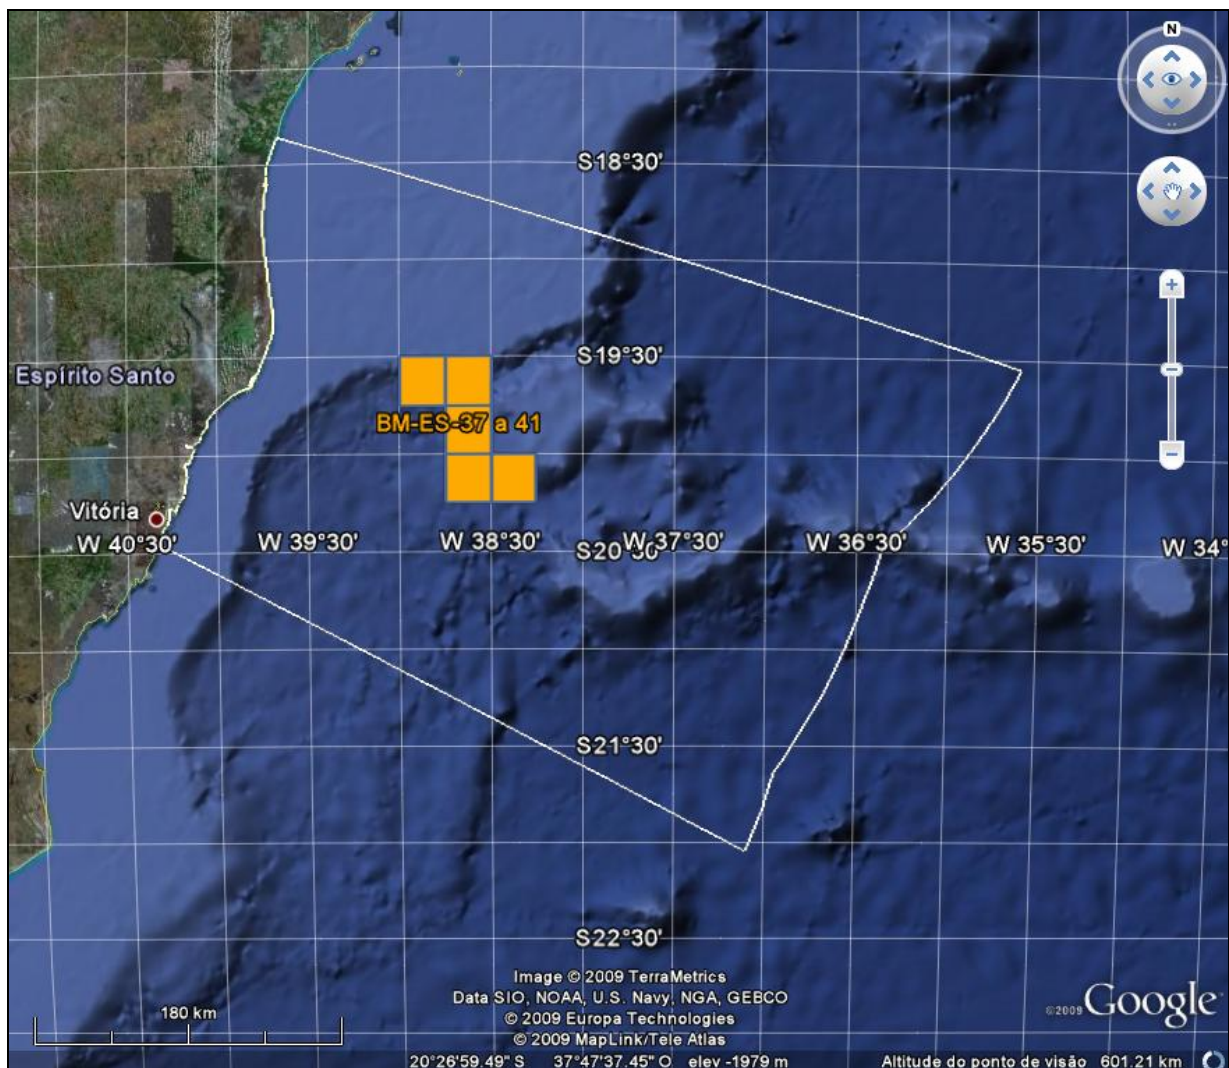 N
S18°30'
S19°30'
Espírito Santo
BM-ES-37 a 41
Vitória
W 40°30'
W 39°30'
W 38°30'
S20°30'
W 37°30'
W 36°30'
W 35°30'
W 34°
S21°30'
S22°30'
Image © 2009 TerraMetrics
Data SIO, NOAA, U.S. Navy, NGA, GEBCO
© 2009 Europa Technologies
© 2009 MapLink/Tele Atlas
©2009 Google
180 km
20°26'59.49" S 37°47'37.45" O elev -1979 m Altitude do ponto de visão 601.21 km